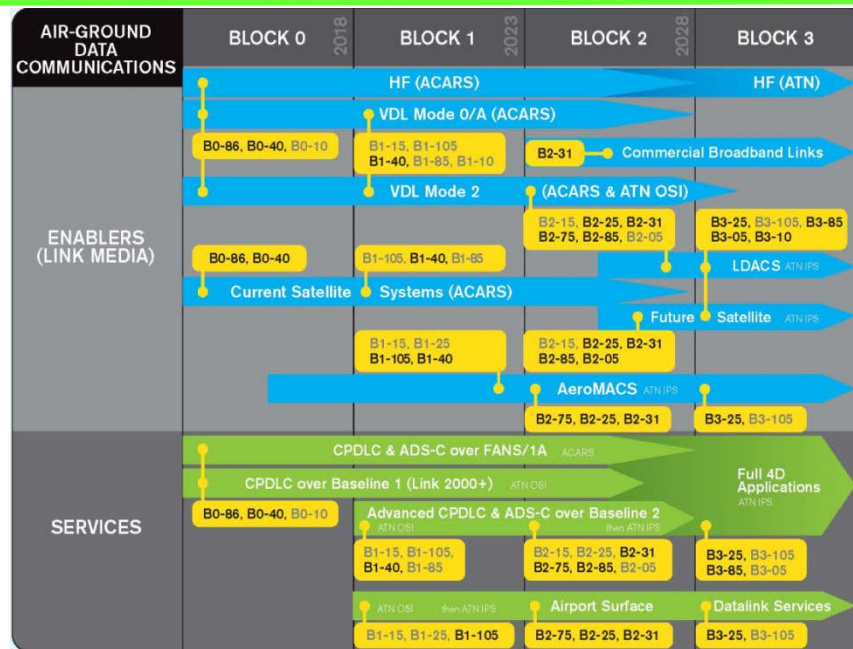 AIR-GROUND
DATA
COMMUNICATIONS
BLOCK 0
2018
BLOCK 1
2023
BLOCK 2
2028
BLOCK 3
HF (ACARS)
HF (ATN)
VDL Mode 0/A (ACARS)
B0-86, B0-40, B0-10
B1-15, B1-105
B1-40, B1-85, B1-10
B2-31
Commercial Broadband Links
VDL Mode 2
(ACARS & ATN OSI)
ENABLERS
(LINK MEDIA)
B2-15, B2-25, B2-31
B2-75, B2-85, B2-05
B3-25, B3-105, B3-85
B3-05, B3-10
B0-86, B0-40
B1-105, B1-40, B1-85
LDACS ATN IPS
Current Satellite Systems (ACARS)
Future Satellite ATN IPS
B1-15, B1-25
B1-105, B1-40
B2-15, B2-25, B2-31
B2-85, B2-05
AeroMACS ATN IPS
B2-75, B2-25, B2-31
B3-25, B3-105
SERVICES
CPDLC & ADS-C over FANS/1A ACARS
CPDLC over Baseline 1 (Link 2000+) ATN OSI
Full 4D
Applications
ATN IPS
B0-86, B0-40, B0-10
Advanced CPDLC & ADS-C over Baseline 2
ATN OSI then ATN IPS
B1-15, B1-105,
B1-40, B1-85
B2-15, B2-25, B2-31
B2-75, B2-85, B2-05
B3-25, B3-105
B3-85, B3-05
ATN OSI then ATN IPS Airport Surface Datalink Services
B1-15, B1-25, B1-105
B2-75, B2-25, B2-31
B3-25, B3-105